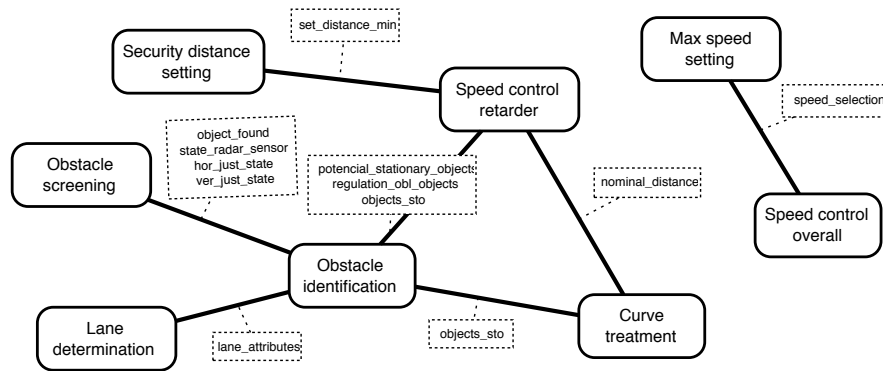 set_distance_min
Security distance
setting
Max speed
setting
Speed control
retarder
speed_selection
object_found
state_radar_sensor
hor_just_state
ver_just_state
Obstacle
screening
potencial_stationary_objects
regulation_obl_objects
objects_sto
nominal_distance
Speed control
overall
Obstacle
identification
Lane
determination
lane_attributes
objects_sto
Curve
treatment